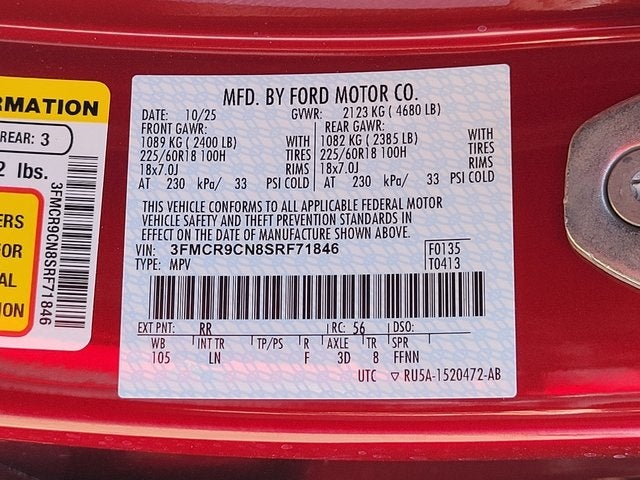 RMATION
REAR: 3
2 lbs.
ERS
FOR
AL
ION
3FMCR9CN8SRF71846
MFD. BY FORD MOTOR CO.
DATE: 10/25 GVWR: 2123 KG ( 4680 LB)
FRONT GAWR: REAR GAWR:
1089 KG ( 2400 LB) WITH 1082 KG ( 2385 LB) WITH
225/60R18 100H TIRES 225/60R18 100H TIRES
18x7.0J RIMS 18x7.0J RIMS
AT 230 kPa/ 33 PSI COLD AT 230 kPa/ 33 PSI COLD
THIS VEHICLE CONFORMS TO ALL APPLICABLE FEDERAL MOTOR
VEHICLE SAFETY AND THEFT PREVENTION STANDARDS IN
EFFECT ON THE DATE OF MANUFACTURE SHOWN ABOVE.
VIN: 3FMCR9CN8SRF71846 F0135
TYPE: MPV T0413
EXT PNT: RR RC: 56 DSO:
WB INT TR TP/PS R AXLE TR SPR
105 LN F 3D 8 FFNN
UTC ▽ RU5A-1520472-AB